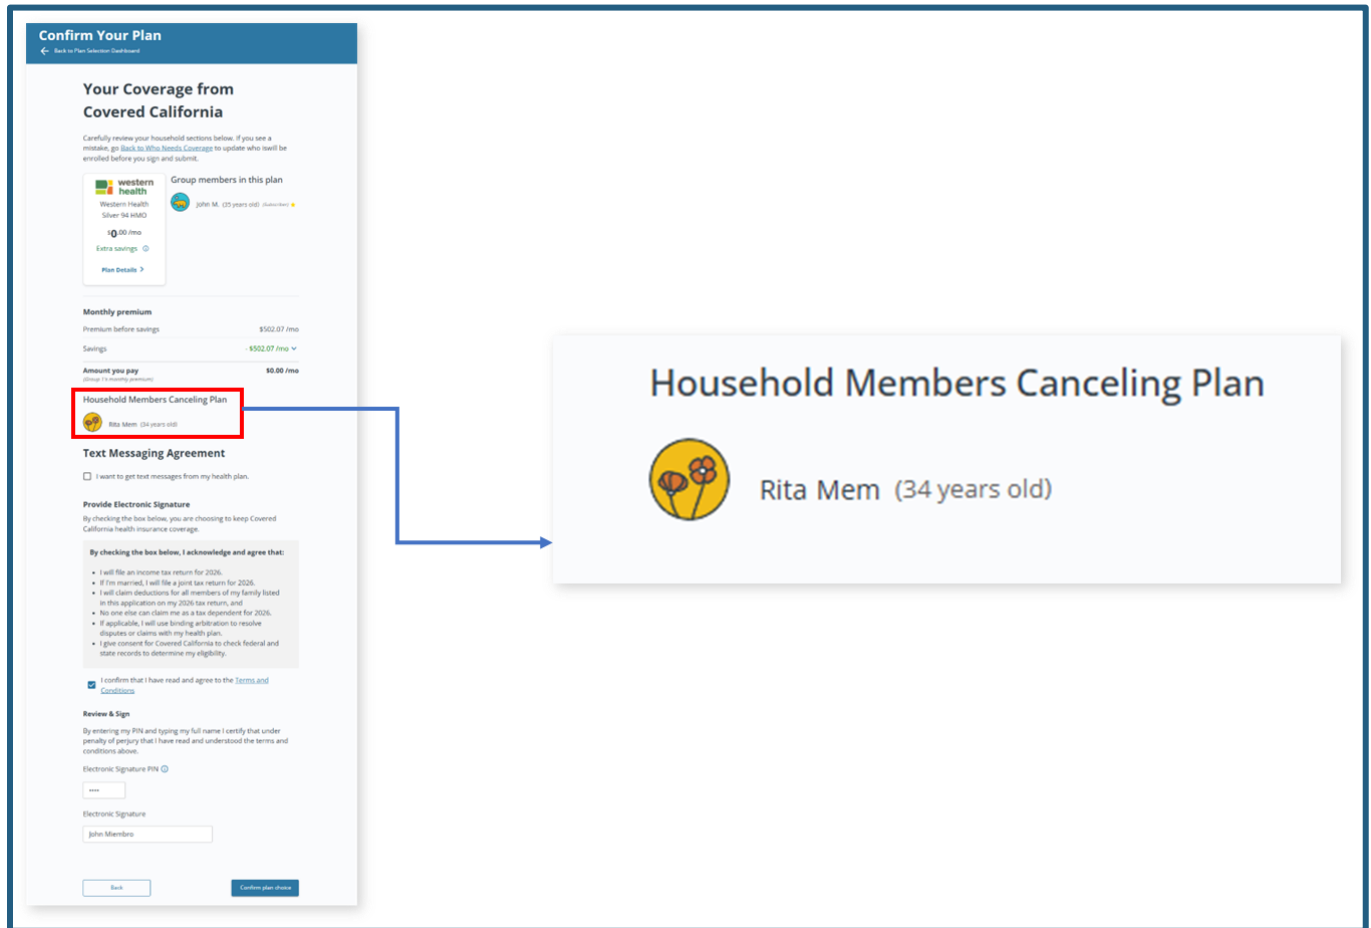 Confirm Your Plan
Back to Plan Selection Dashboard
Your Coverage from
Covered California
Carefully review your household sections below. If you see a
mistake, go Back to Who Needs Coverage to update who iswill be
enrolled before you sign and submit.
western
health
Western Health
Silver 94 HMO
$0.00 /mo
Extra savings
Plan Details >
Group members in this plan
John M. (35 years old) (Subscriber)
Monthly premium
Premium before savings $502.07 /mo
Savings - $502.07 /mo
Amount you pay $0.00 /mo
(Group 1's monthly premium)
Household Members Canceling Plan
Rita Mem (34 years old)
Text Messaging Agreement
I want to get text messages from my health plan.
Provide Electronic Signature
By checking the box below, you are choosing to keep Covered
California health insurance coverage.
By checking the box below, I acknowledge and agree that:
• I will file an income tax return for 2026.
• If I'm married, I will file a joint tax return for 2026.
• I will claim deductions for all members of my family listed
in this application on my 2026 tax return, and
• No one else can claim me as a tax dependent for 2026.
• If applicable, I will use binding arbitration to resolve
disputes or claims with my health plan.
• I give consent for Covered California to check federal and
state records to determine my eligibility.
I confirm that I have read and agree to the Terms and
Conditions
Review & Sign
By entering my PIN and typing my full name I certify that under
penalty of perjury that I have read and understood the terms and
conditions above.
Electronic Signature PIN
••••
Electronic Signature
John Miembro
Back
Confirm plan choice
Household Members Canceling Plan
Rita Mem (34 years old)